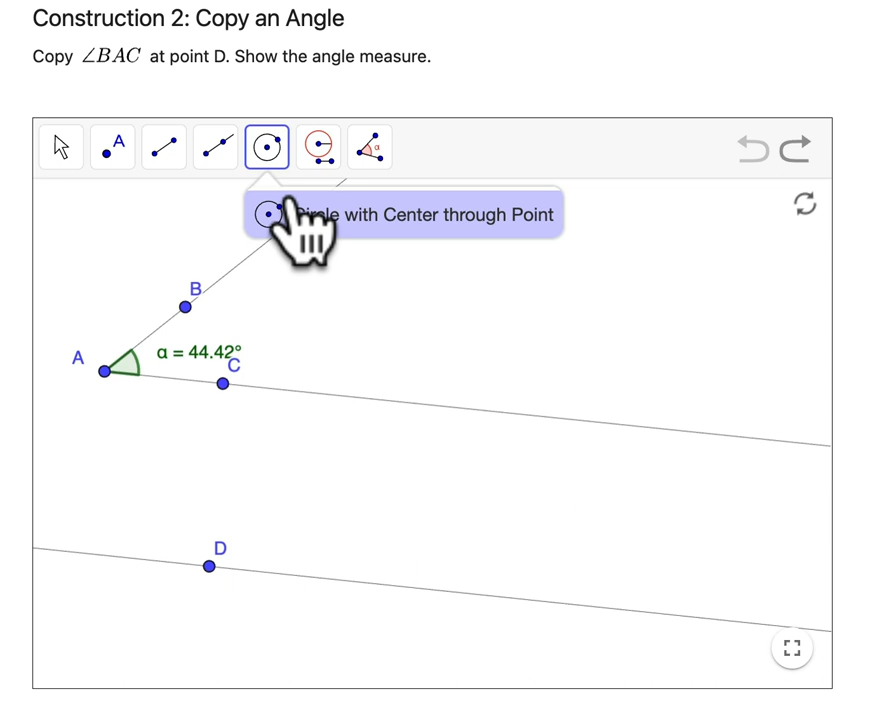 Construction 2: Copy an Angle
Copy ∠BAC at point D. Show the angle measure.
A
α
with Center through Point
B
A
α = 44.42°
C
D